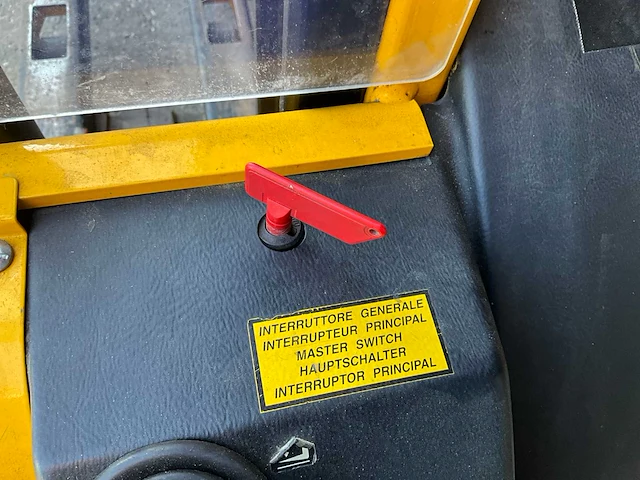 INTERRUTTORE GENERALE
INTERRUPTEUR PRINCIPAL
MASTER SWITCH
HAUPTSCHALTER
INTERRUPTOR PRINCIPAL